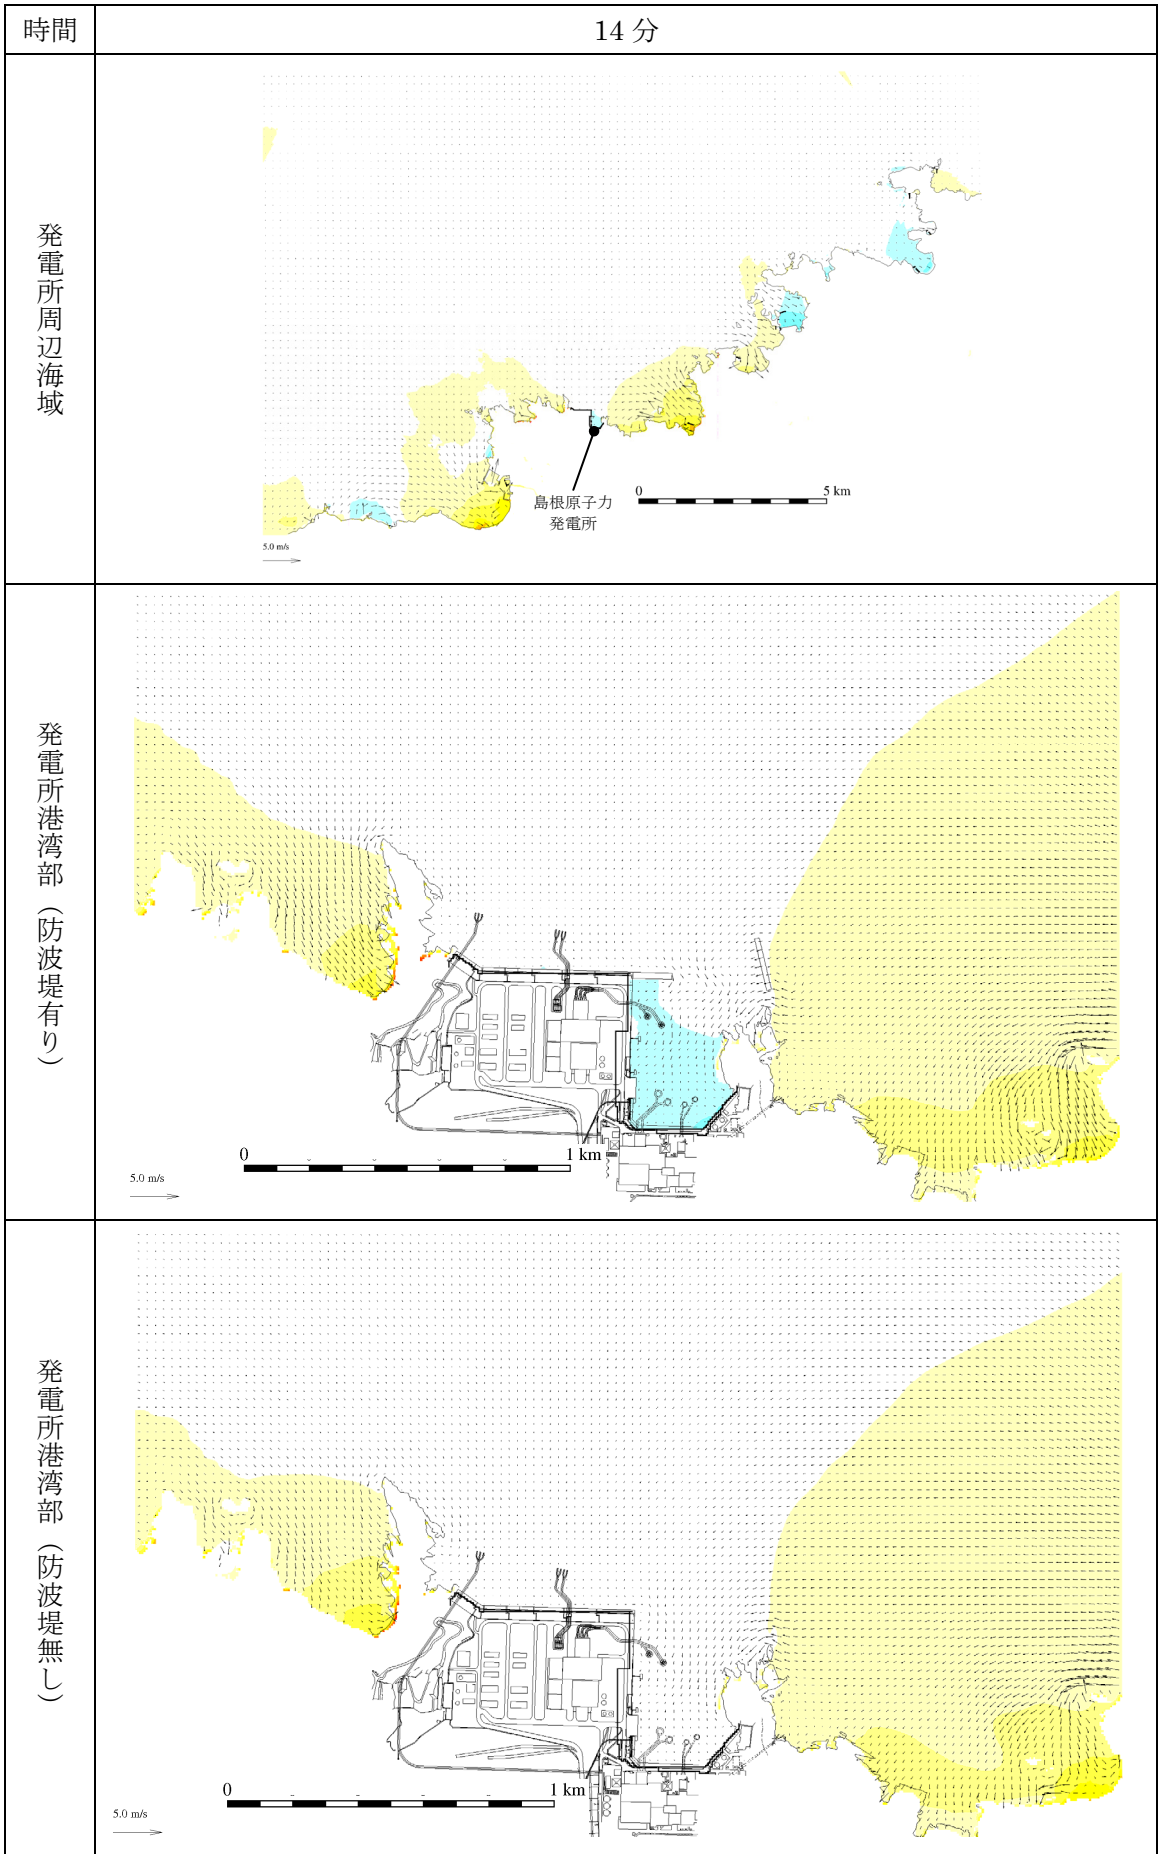 時間
14 分
発電所周辺海域
島根原子力
発電所
0
5 km
5.0 m/s
発電所港湾部（防波堤有り）
0
1 km
5.0 m/s
発電所港湾部（防波堤無し）
0
1 km
5.0 m/s